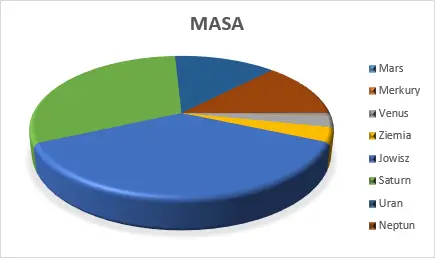 MASA
Mars
Merkury
Venus
Ziemia
Jowisz
Saturn
Uran
Neptun